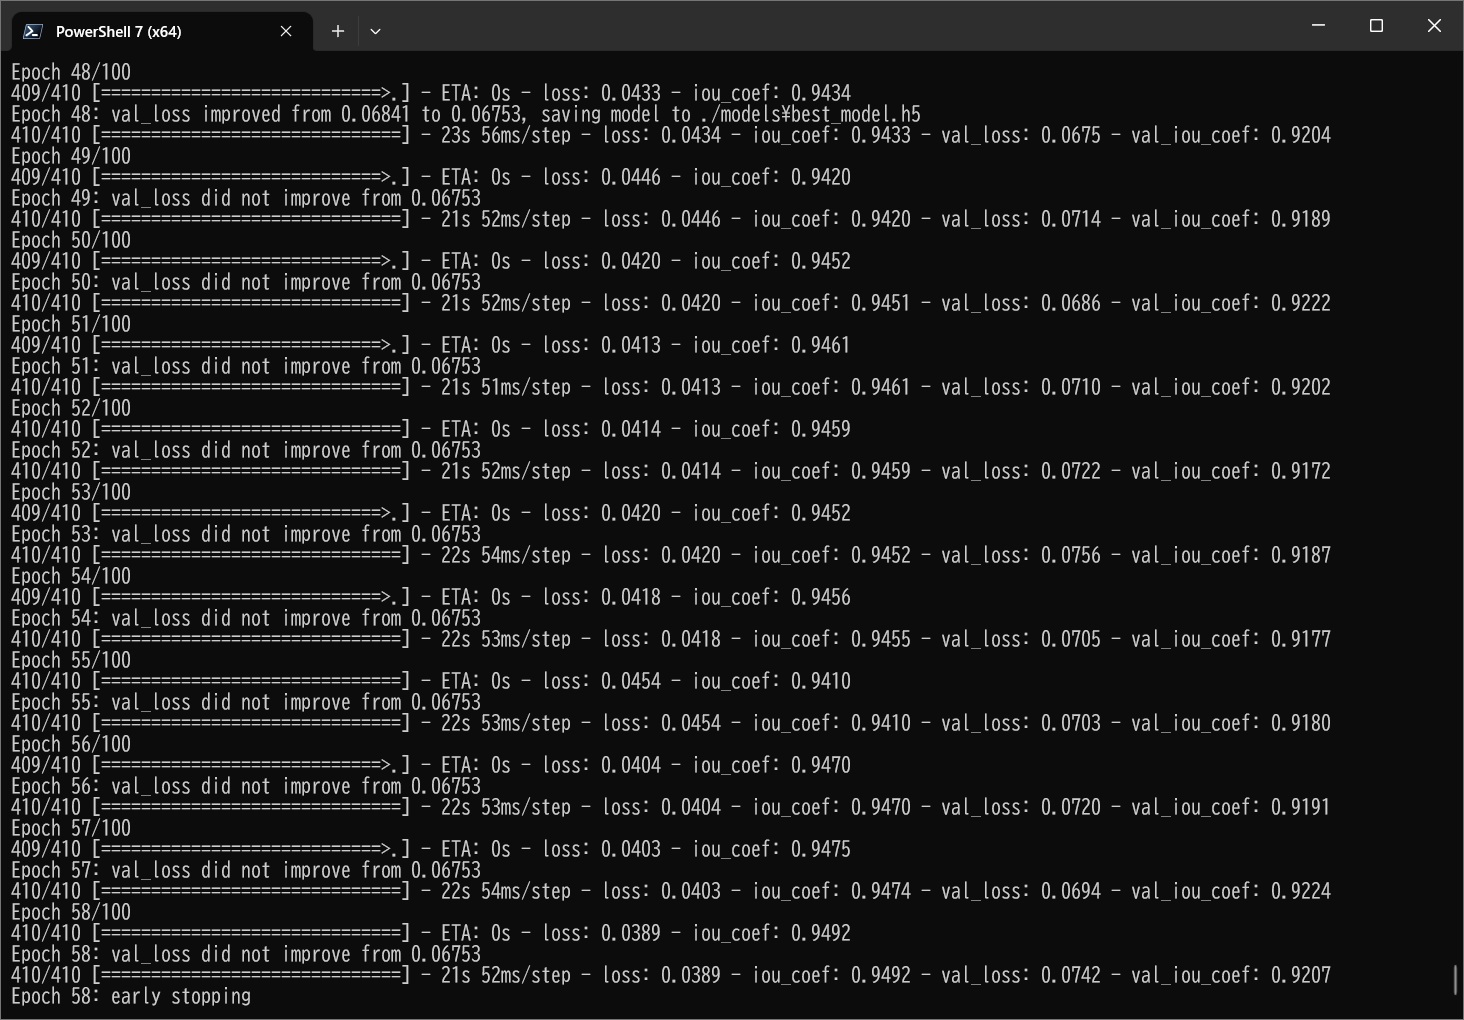 PowerShell 7 (x64)
Epoch 48/100
409/410 [============================>.] - ETA: 0s - loss: 0.0433 - iou_coef: 0.9434
Epoch 48: val_loss improved from 0.06841 to 0.06753, saving model to ./models¥best_model.h5
410/410 [==============================] - 23s 56ms/step - loss: 0.0434 - iou_coef: 0.9433 - val_loss: 0.0675 - val_iou_coef: 0.9204
Epoch 49/100
409/410 [============================>.] - ETA: 0s - loss: 0.0446 - iou_coef: 0.9420
Epoch 49: val_loss did not improve from 0.06753
410/410 [==============================] - 21s 52ms/step - loss: 0.0446 - iou_coef: 0.9420 - val_loss: 0.0714 - val_iou_coef: 0.9189
Epoch 50/100
409/410 [============================>.] - ETA: 0s - loss: 0.0420 - iou_coef: 0.9452
Epoch 50: val_loss did not improve from 0.06753
410/410 [==============================] - 21s 52ms/step - loss: 0.0420 - iou_coef: 0.9451 - val_loss: 0.0686 - val_iou_coef: 0.9222
Epoch 51/100
409/410 [============================>.] - ETA: 0s - loss: 0.0413 - iou_coef: 0.9461
Epoch 51: val_loss did not improve from 0.06753
410/410 [==============================] - 21s 51ms/step - loss: 0.0413 - iou_coef: 0.9461 - val_loss: 0.0710 - val_iou_coef: 0.9202
Epoch 52/100
410/410 [==============================] - ETA: 0s - loss: 0.0414 - iou_coef: 0.9459
Epoch 52: val_loss did not improve from 0.06753
410/410 [==============================] - 21s 52ms/step - loss: 0.0414 - iou_coef: 0.9459 - val_loss: 0.0722 - val_iou_coef: 0.9172
Epoch 53/100
409/410 [============================>.] - ETA: 0s - loss: 0.0420 - iou_coef: 0.9452
Epoch 53: val_loss did not improve from 0.06753
410/410 [==============================] - 22s 54ms/step - loss: 0.0420 - iou_coef: 0.9452 - val_loss: 0.0756 - val_iou_coef: 0.9187
Epoch 54/100
409/410 [============================>.] - ETA: 0s - loss: 0.0418 - iou_coef: 0.9456
Epoch 54: val_loss did not improve from 0.06753
410/410 [==============================] - 22s 53ms/step - loss: 0.0418 - iou_coef: 0.9455 - val_loss: 0.0705 - val_iou_coef: 0.9177
Epoch 55/100
410/410 [==============================] - ETA: 0s - loss: 0.0454 - iou_coef: 0.9410
Epoch 55: val_loss did not improve from 0.06753
410/410 [==============================] - 22s 53ms/step - loss: 0.0454 - iou_coef: 0.9410 - val_loss: 0.0703 - val_iou_coef: 0.9180
Epoch 56/100
409/410 [============================>.] - ETA: 0s - loss: 0.0404 - iou_coef: 0.9470
Epoch 56: val_loss did not improve from 0.06753
410/410 [==============================] - 22s 53ms/step - loss: 0.0404 - iou_coef: 0.9470 - val_loss: 0.0720 - val_iou_coef: 0.9191
Epoch 57/100
409/410 [============================>.] - ETA: 0s - loss: 0.0403 - iou_coef: 0.9475
Epoch 57: val_loss did not improve from 0.06753
410/410 [==============================] - 22s 54ms/step - loss: 0.0403 - iou_coef: 0.9474 - val_loss: 0.0694 - val_iou_coef: 0.9224
Epoch 58/100
410/410 [==============================] - ETA: 0s - loss: 0.0389 - iou_coef: 0.9492
Epoch 58: val_loss did not improve from 0.06753
410/410 [==============================] - 21s 52ms/step - loss: 0.0389 - iou_coef: 0.9492 - val_loss: 0.0742 - val_iou_coef: 0.9207
Epoch 58: early stopping